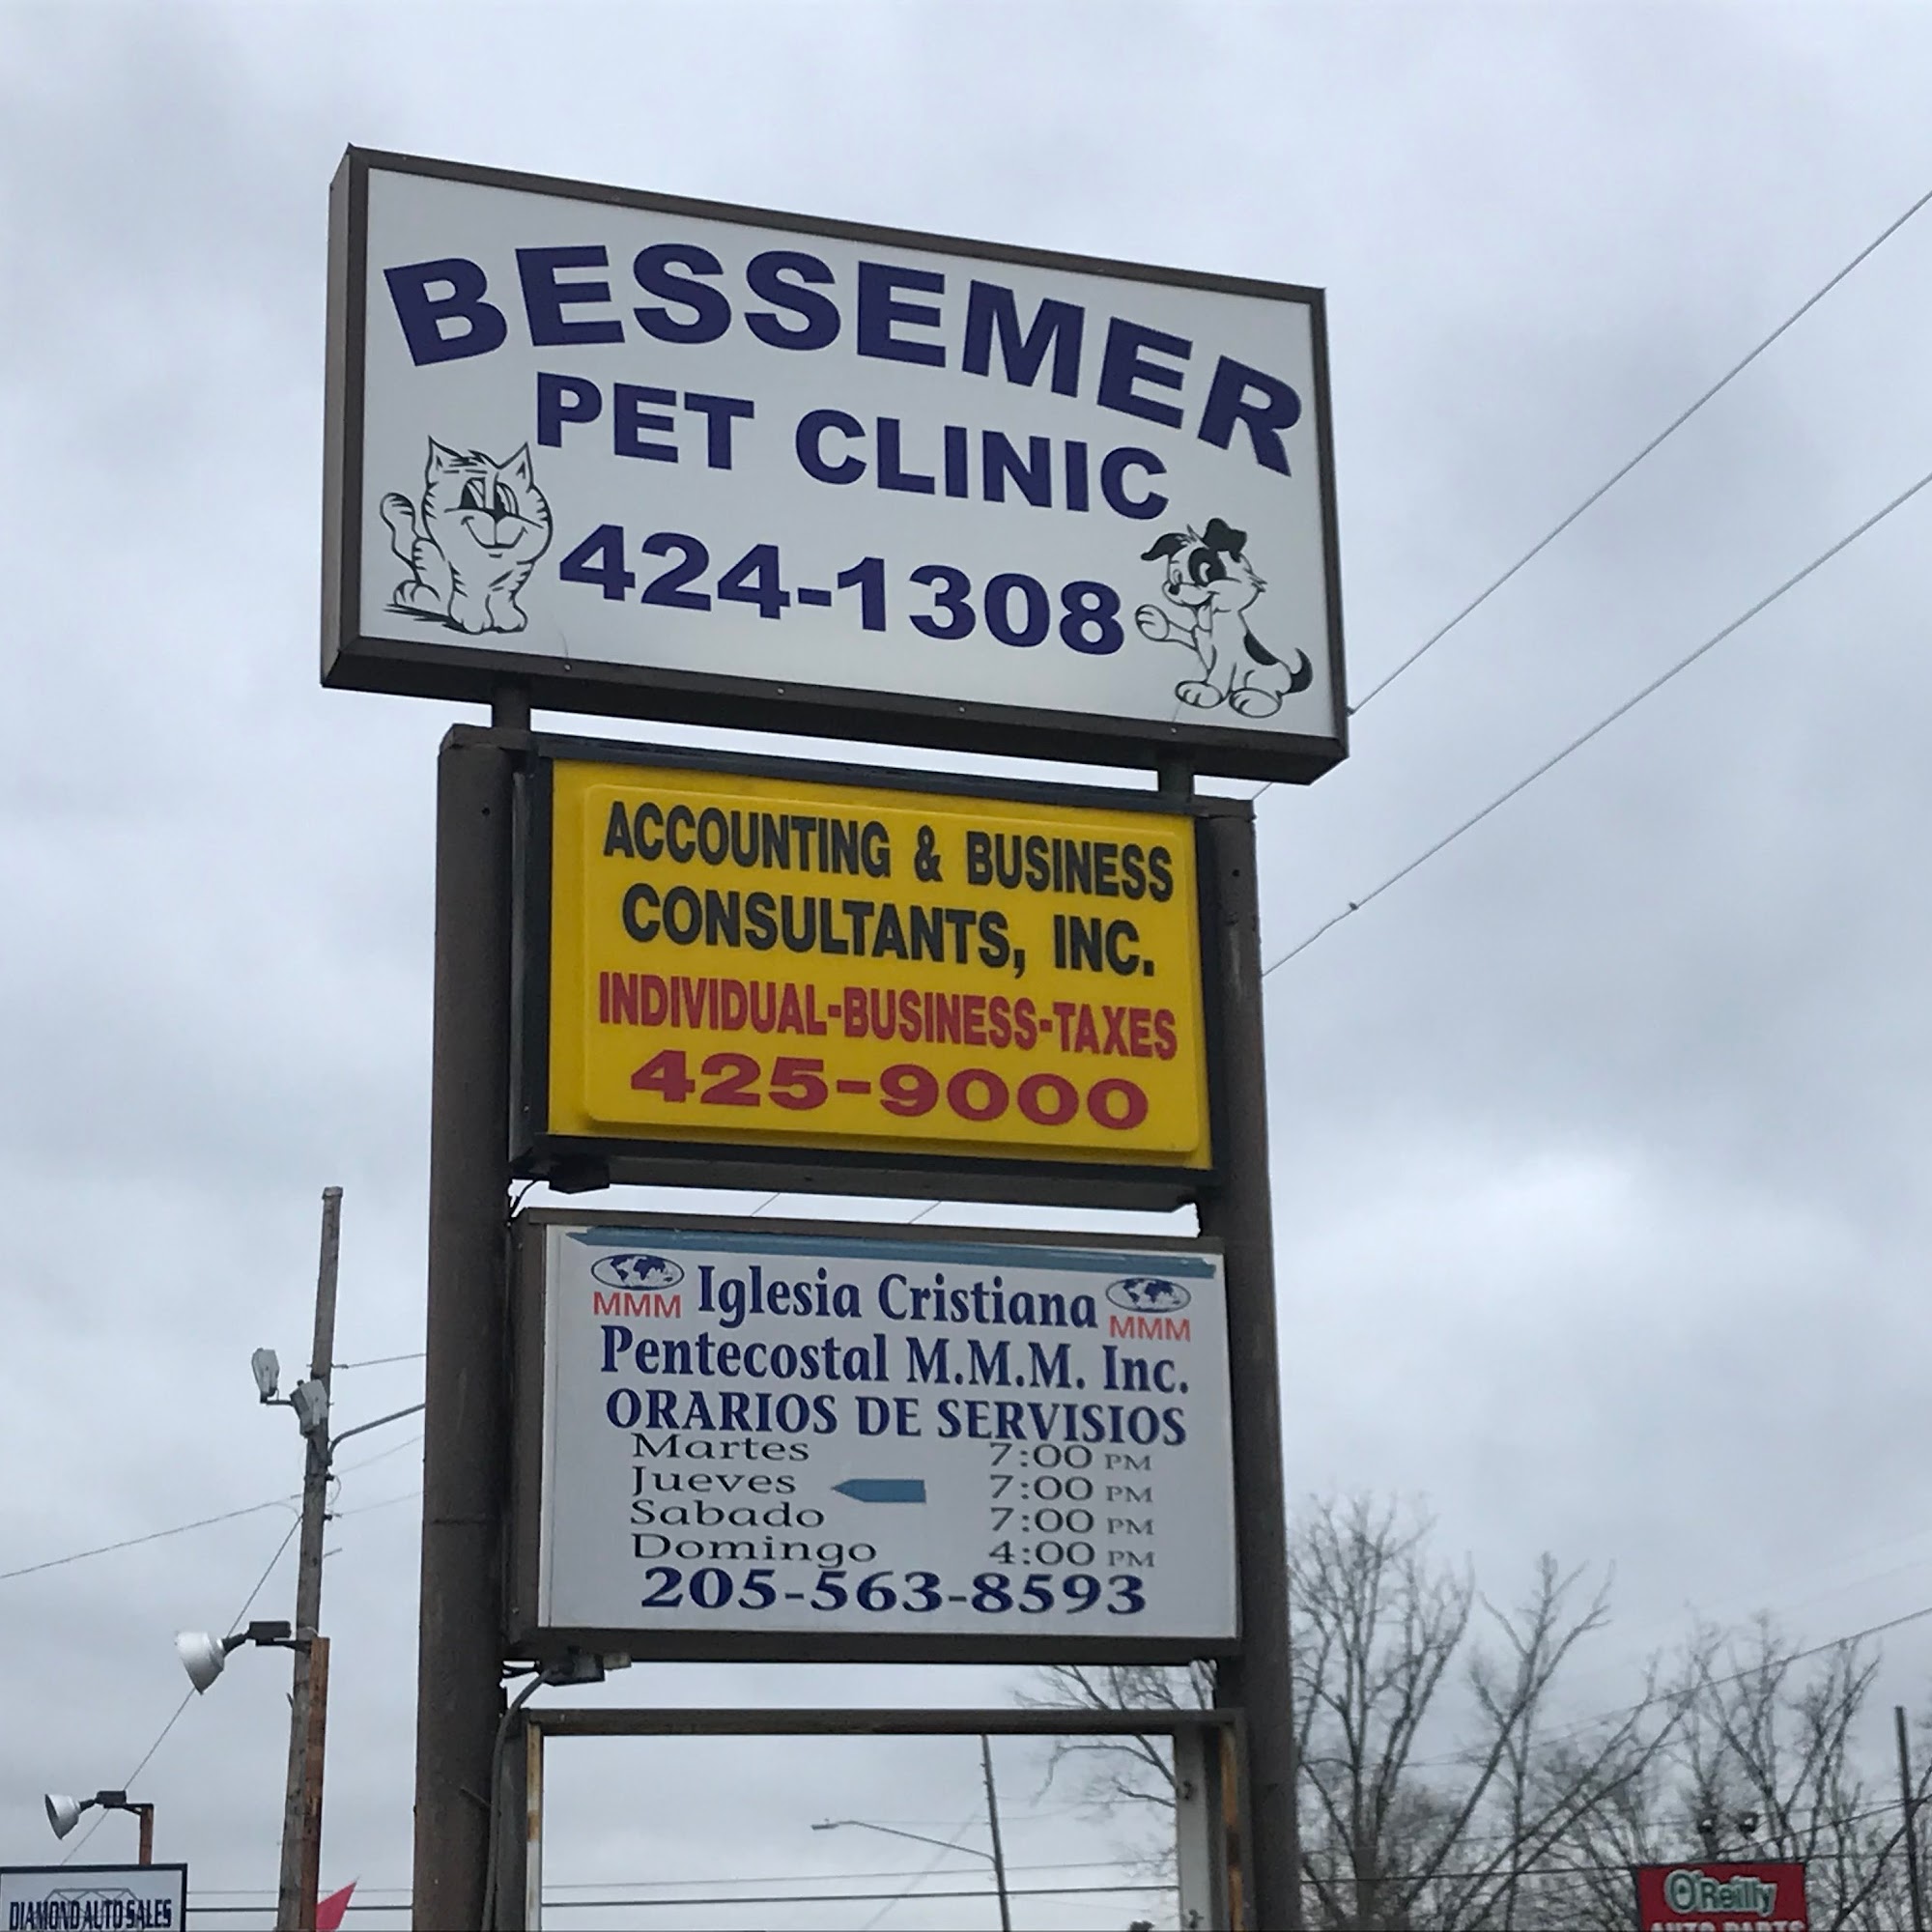 BESSEMER
PET CLINIC
424-1308
ACCOUNTING & BUSINESS
CONSULTANTS, INC.
INDIVIDUAL-BUSINESS-TAXES
425-9000
MMM Iglesia Cristiana MMM
Pentecostal M.M.M. Inc.
ORARIOS DE SERVISIOS
Martes 7:00 PM
Jueves 7:00 PM
Sabado 7:00 PM
Domingo 4:00 PM
205-563-8593
DIAMOND AUTO SALES
O'Reilly
AUTO PARTS